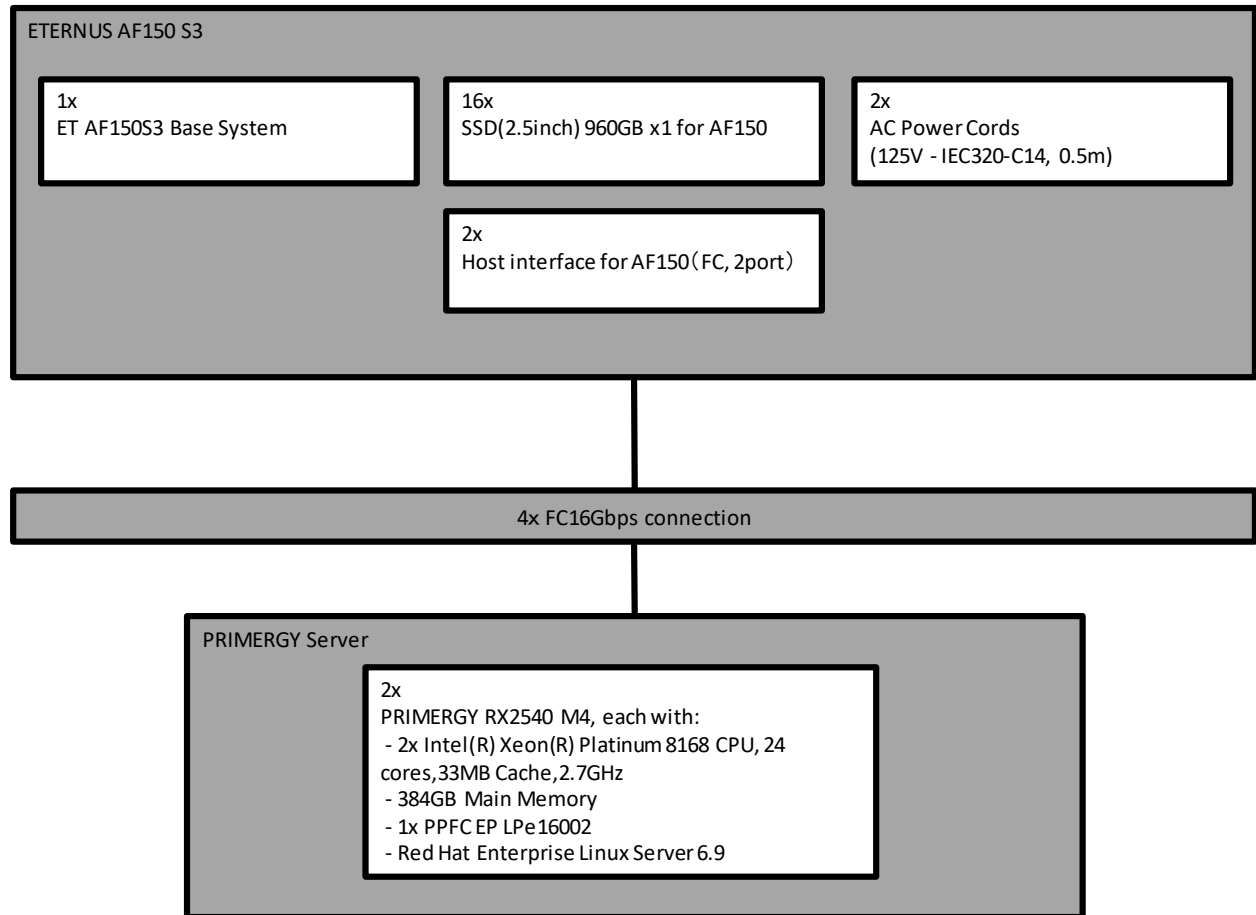 ETERNUS AF150 S3
1x
ET AF150S3 Base System
16x
SSD(2.5inch) 960GB x1 for AF150
2x
AC Power Cords
(125V - IEC320-C14, 0.5m)
2x
Host interface for AF150（FC, 2port）
4x FC16Gbps connection
PRIMERGY Server
2x
PRIMERGY RX2540 M4, each with:
- 2x Intel(R) Xeon(R) Platinum 8168 CPU, 24
cores,33MB Cache,2.7GHz
- 384GB Main Memory
- 1x PPFC EP LPe16002
- Red Hat Enterprise Linux Server 6.9